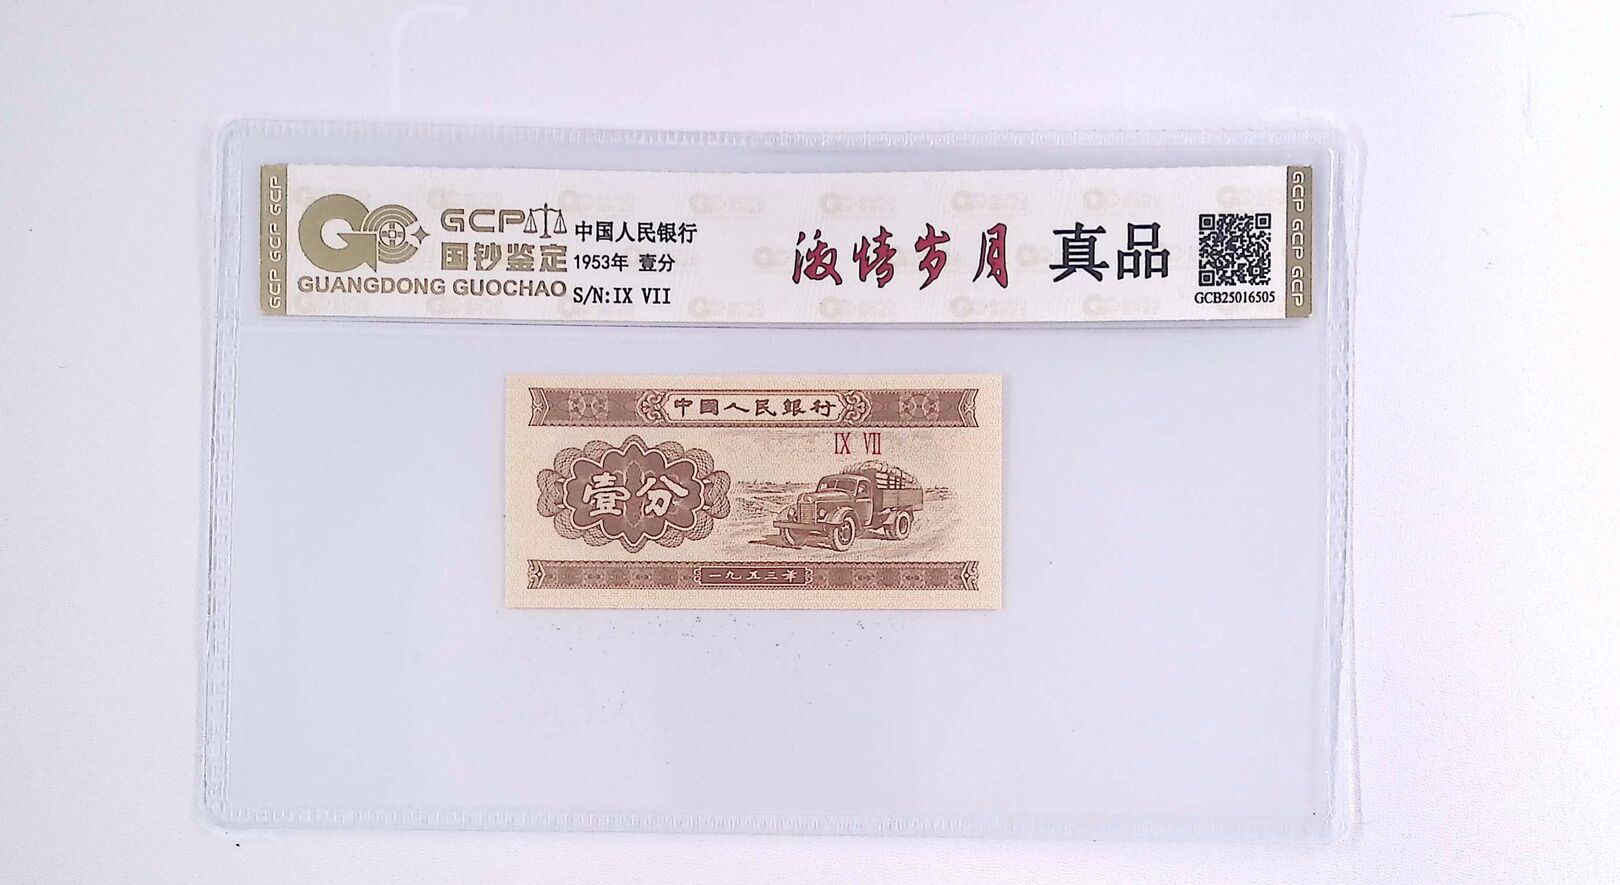 GCP GCP GCP
GCP
国钞鉴定
GUANGDONG GUOCHAO
中国人民银行
1953年 壹分
S/N:IX VII
激情岁月
真品
GCB25016505
GCP GCP GCP
中国人民銀行
IX VII
壹分
一九五三年